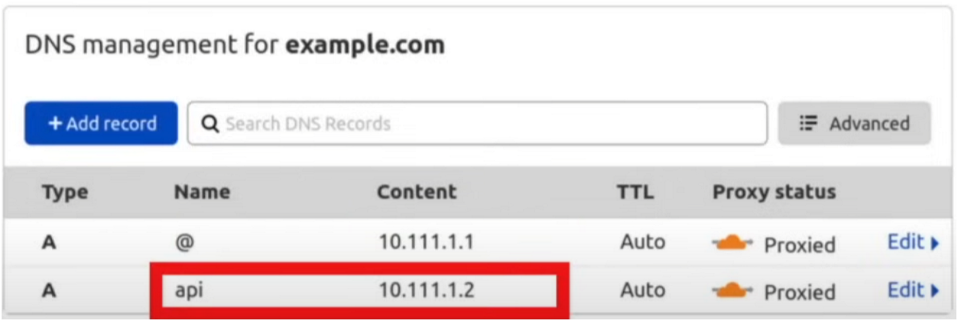 DNS management for example.com
+ Add record
Search DNS Records
Advanced
Type Name Content TTL Proxy status
A @ 10.111.1.1 Auto Proxied Edit
A api 10.111.1.2 Auto Proxied Edit